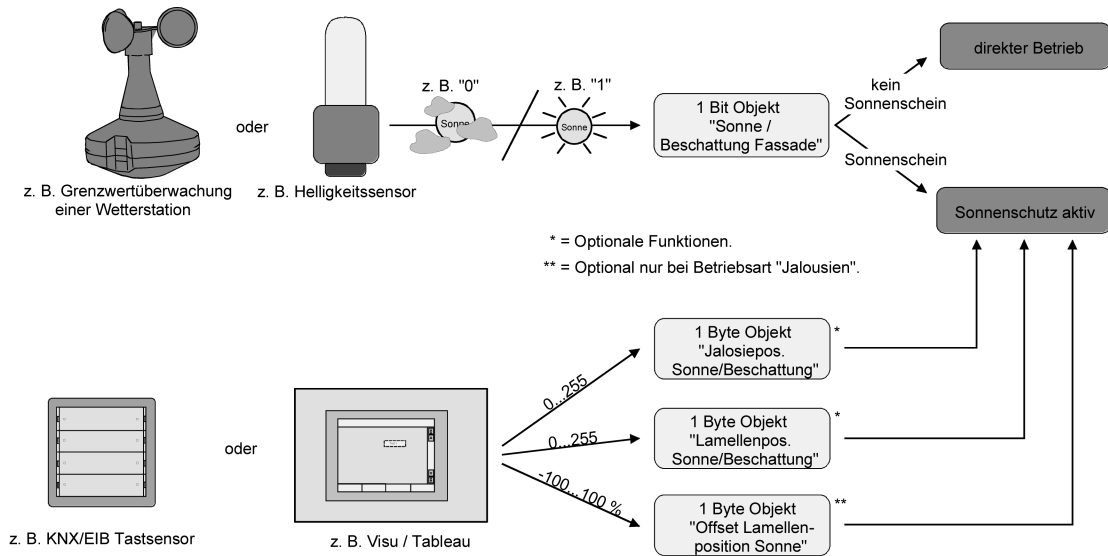 direkter Betrieb
z. B. "0"
z. B. "1"
kein
Sonnenschein
1 Bit Objekt
"Sonne /
Beschattung Fassade"
Sonne
Sonne
oder
Sonnenschein
z. B. Grenzwertüberwachung
einer Wetterstation
z. B. Helligkeitssensor
Sonnenschutz aktiv
* = Optionale Funktionen.
** = Optional nur bei Betriebsart "Jalousien".
1 Byte Objekt
"Jalosiepos.
Sonne/Beschattung"
*
0...255
1 Byte Objekt
"Lamellenpos.
Sonne/Beschattung"
*
0...255
oder
-100...100 %
1 Byte Objekt
"Offset Lamellen-
position Sonne"
**
z. B. KNX/EIB Tastsensor
z. B. Visu / Tableau